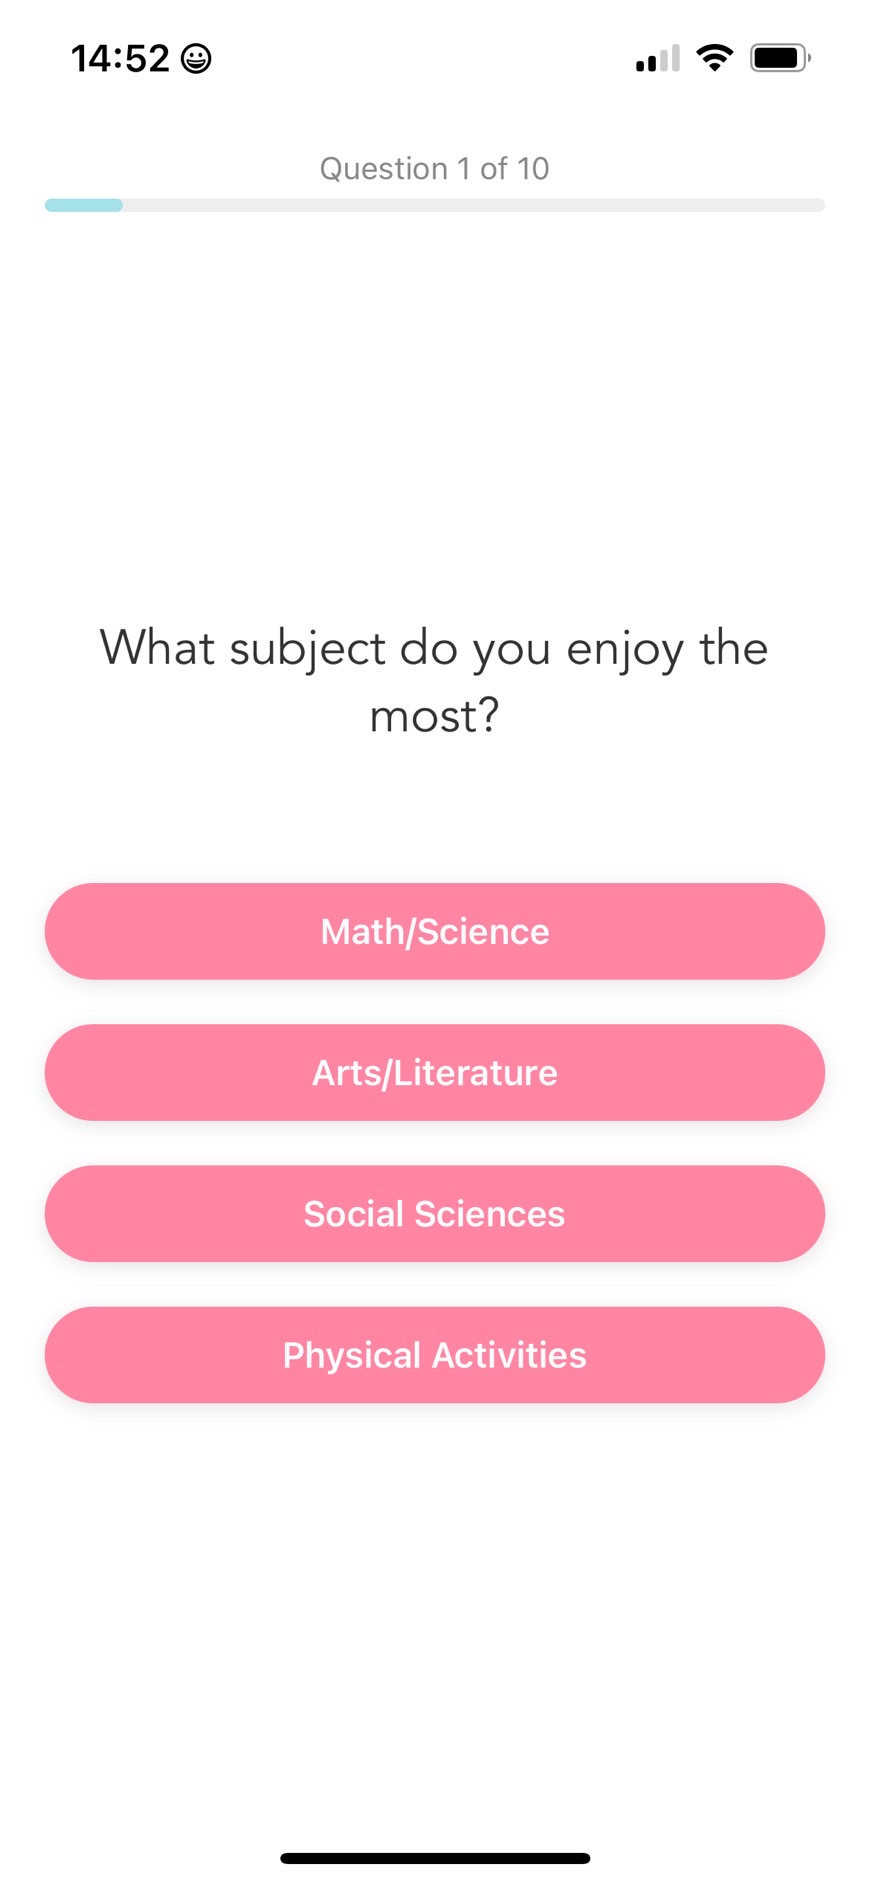 14:52
Question 1 of 10
What subject do you enjoy the
most?
Math/Science
Arts/Literature
Social Sciences
Physical Activities